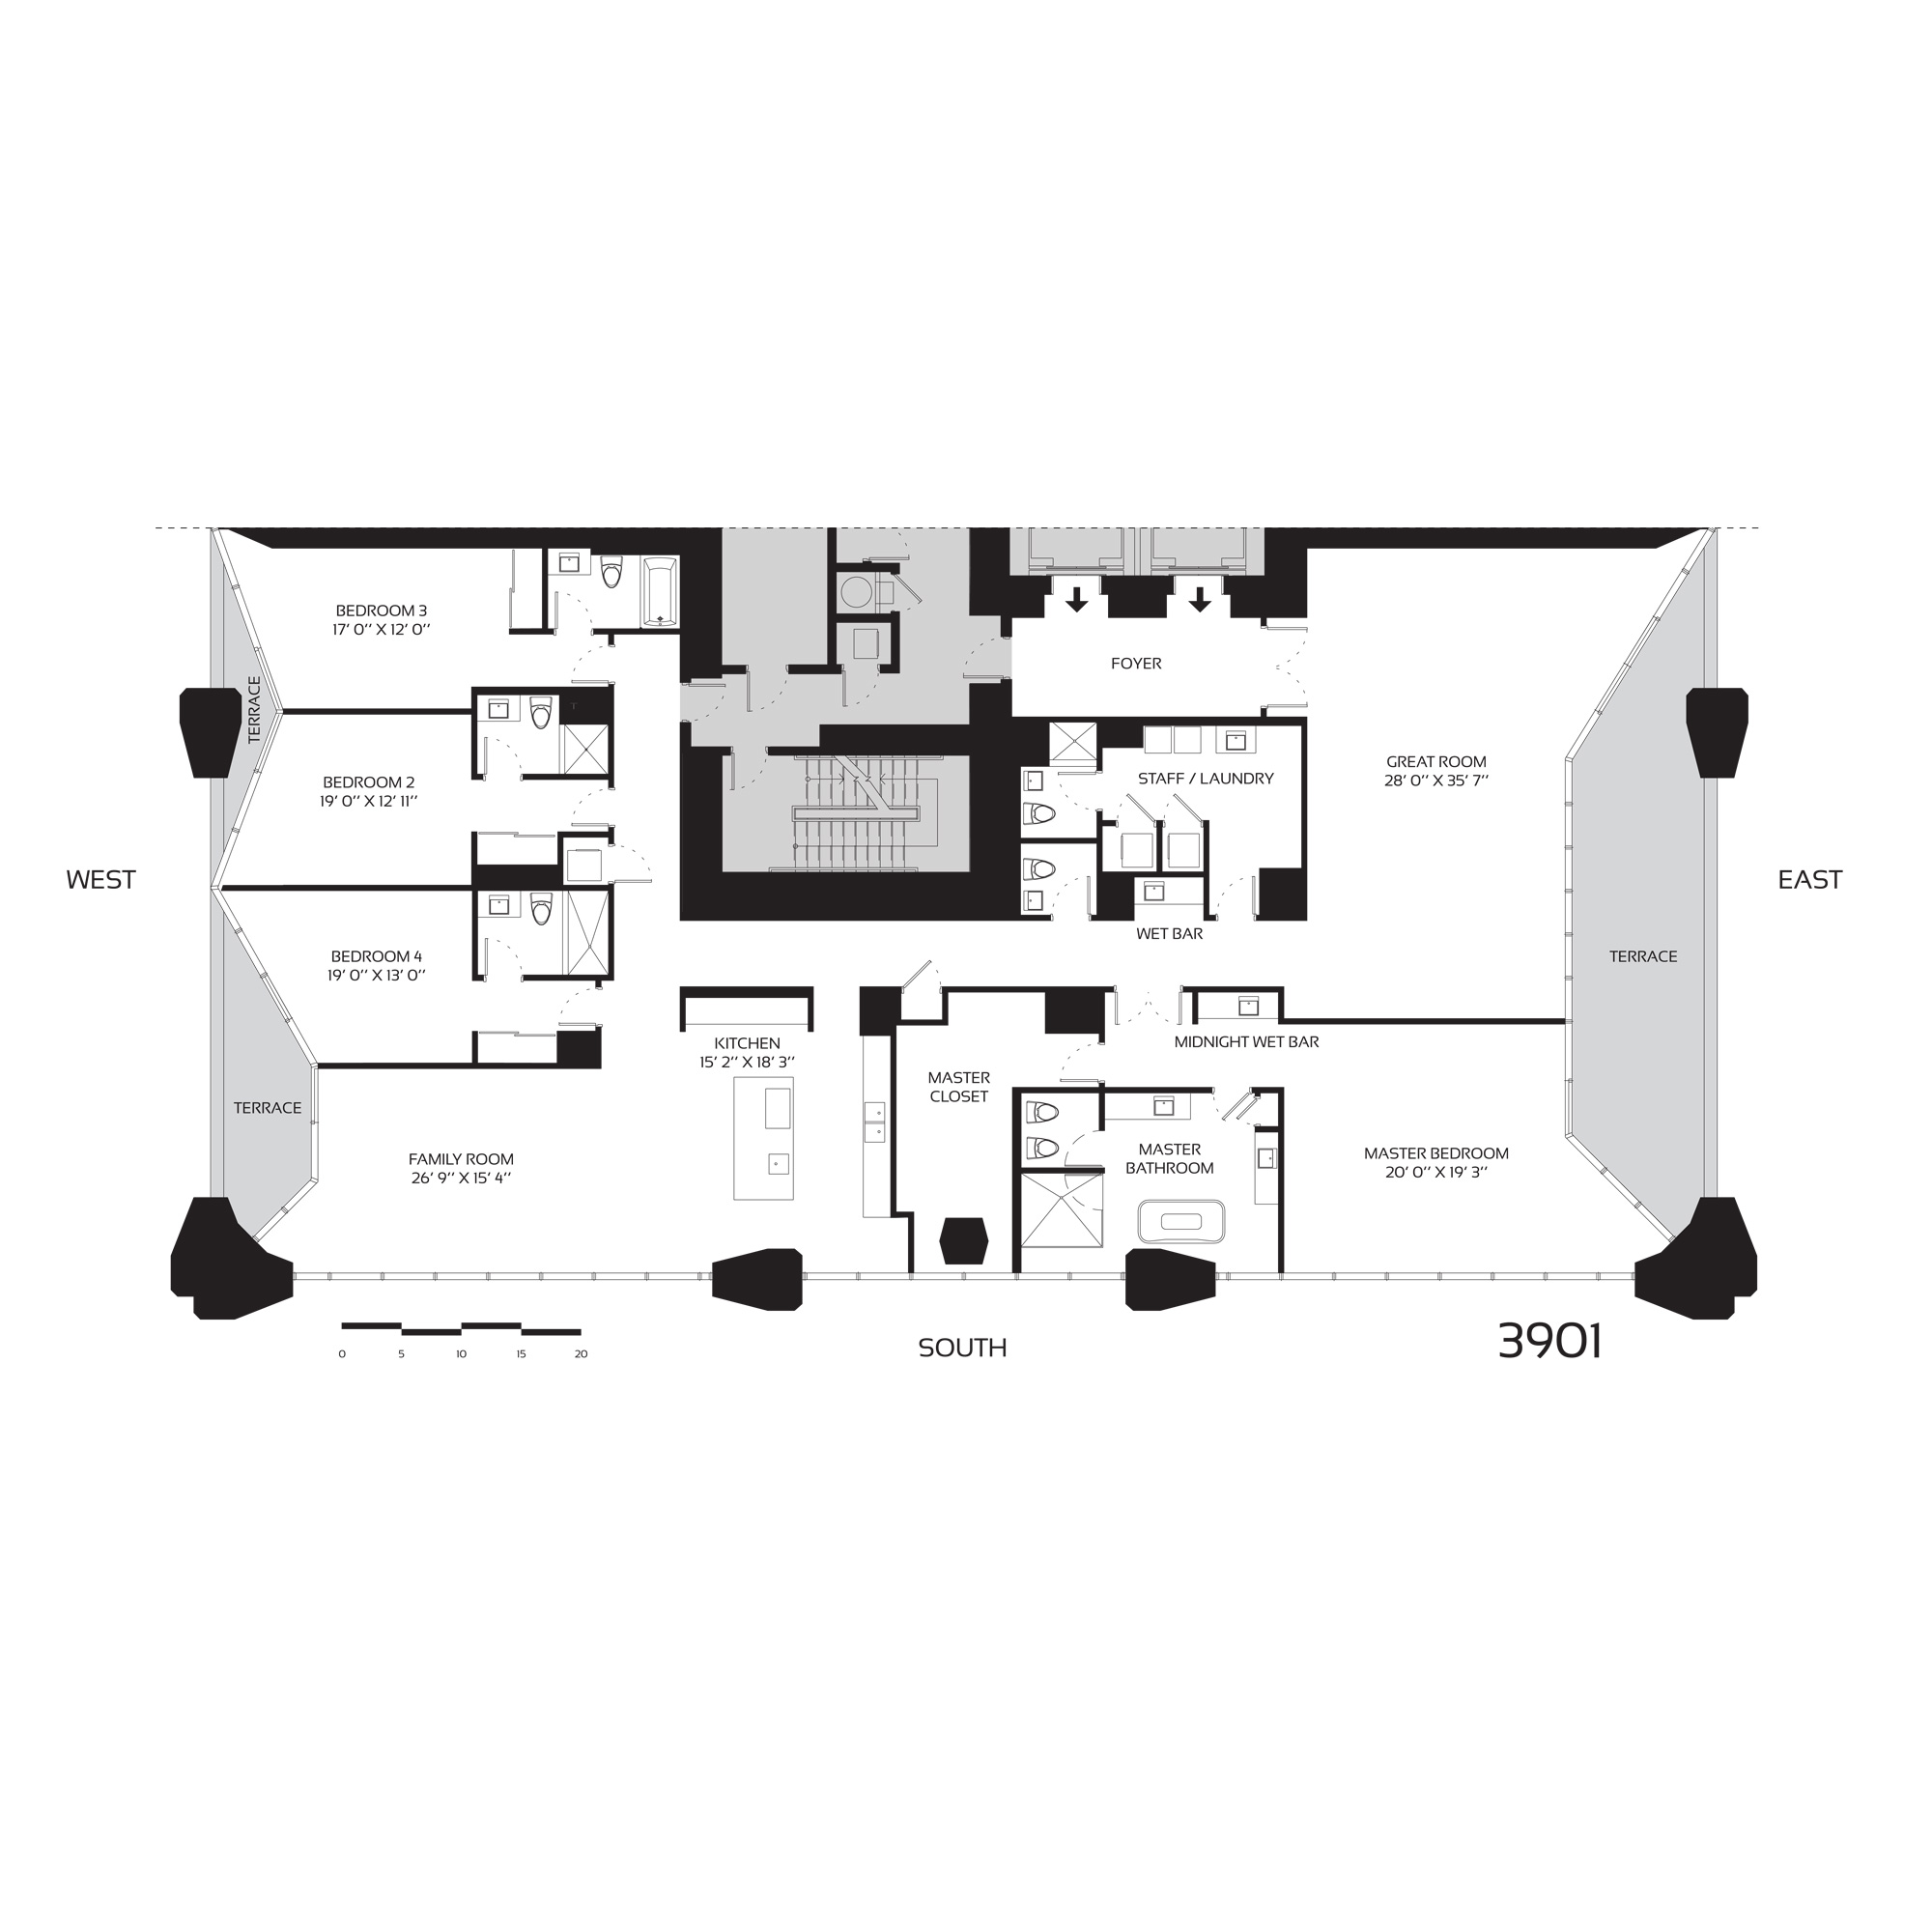 BEDROOM 3
17' 0'' X 12' 0''
FOYER
TERRACE
BEDROOM 2
19' 0'' X 12' 11''
STAFF / LAUNDRY
GREAT ROOM
28' 0'' X 35' 7''
WEST
EAST
WET BAR
BEDROOM 4
19' 0'' X 13' 0''
TERRACE
KITCHEN
15' 2'' X 18' 3''
MIDNIGHT WET BAR
MASTER
CLOSET
TERRACE
FAMILY ROOM
26' 9'' X 15' 4''
MASTER
BATHROOM
MASTER BEDROOM
20' 0'' X 19' 3''
0 5 10 15 20
SOUTH
3901